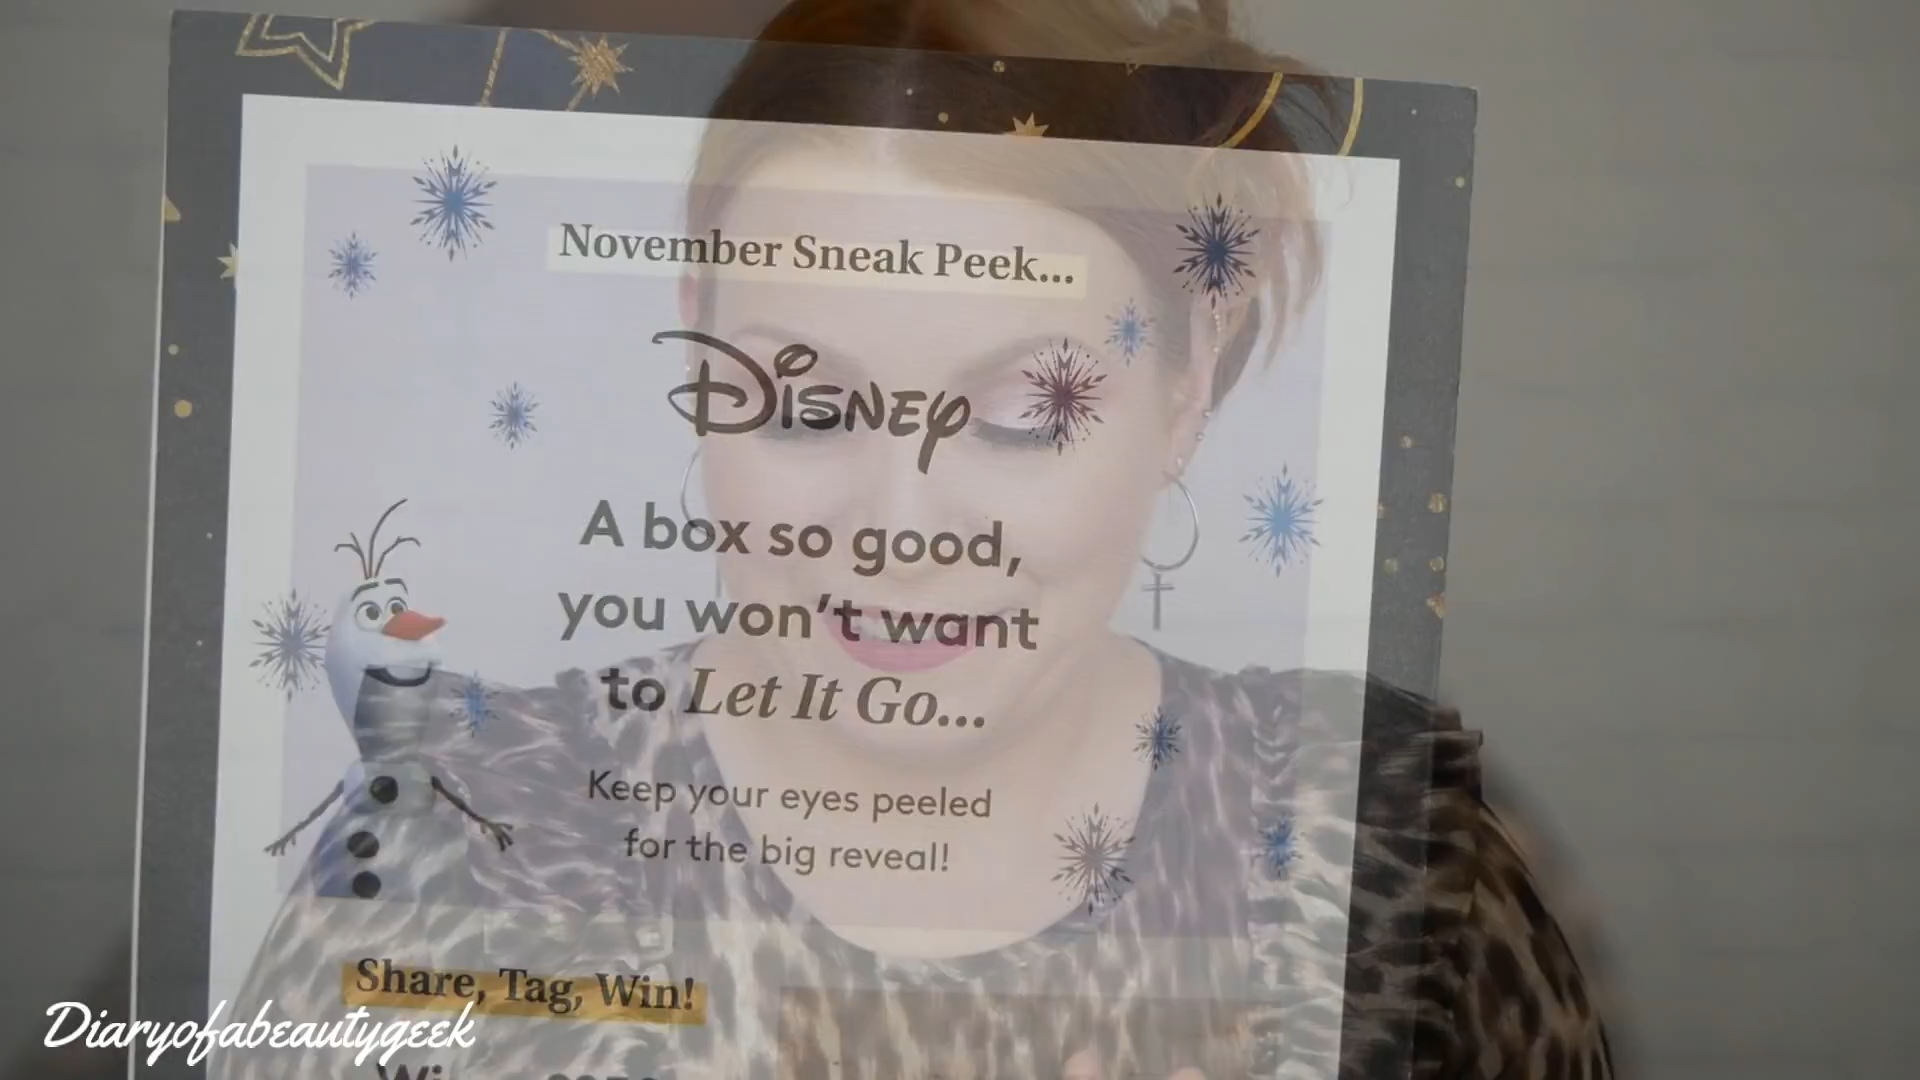 November Sneak Peek...
Disney
A box so good,
you won't want
to Let It Go...
Keep your eyes peeled
for the big reveal!
Share, Tag, Win!
Diaryofabeautygeek